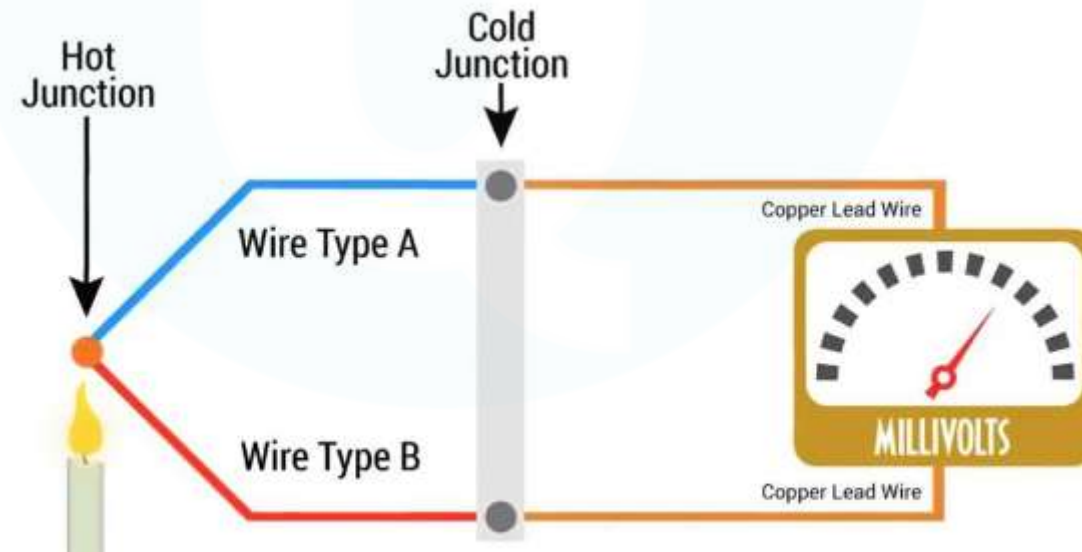 Hot
Junction
Cold
Junction
Wire Type A
Copper Lead Wire
MILLIVOLTS
Wire Type B
Copper Lead Wire